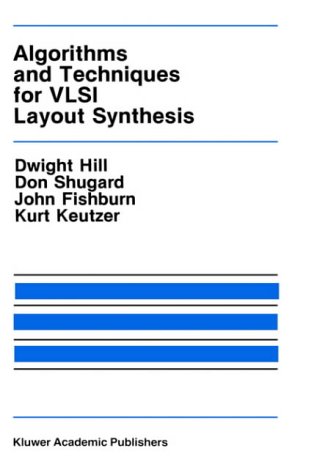 Algorithms
and Techniques
for VLSI
Layout Synthesis
Dwight Hill
Don Shugard
John Fishburn
Kurt Keutzer
Kluwer Academic Publishers